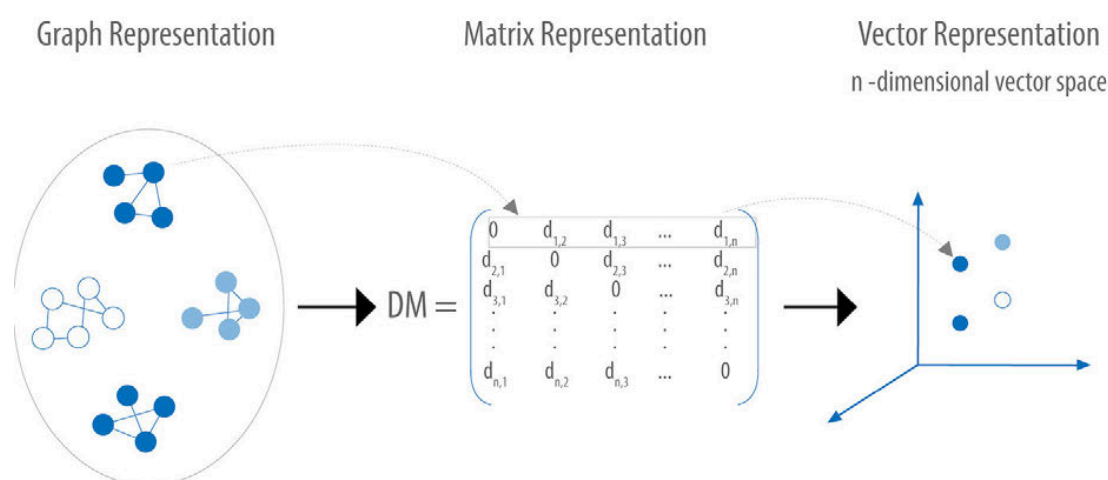 Graph Representation
Matrix Representation
Vector Representation
n -dimensional vector space
DM =
0 d1,2 d1,3 ... d1,n
d2,1 0 d2,3 ... d2,n
d3,1 d3,2 0 ... d3,n
. . . . .
. . . . .
. . . . .
dn,1 dn,2 dn,3 ... 0